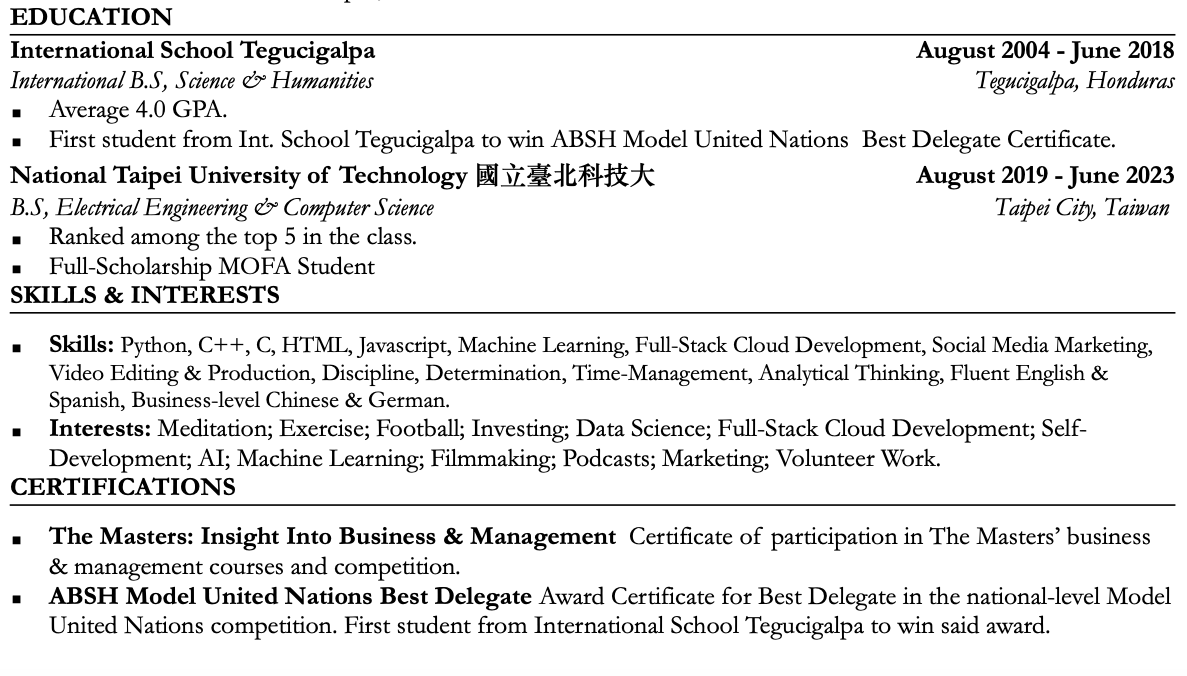 EDUCATION
International School Tegucigalpa August 2004 - June 2018
International B.S, Science & Humanities Tegucigalpa, Honduras
▪ Average 4.0 GPA.
▪ First student from Int. School Tegucigalpa to win ABSH Model United Nations Best Delegate Certificate.
National Taipei University of Technology 國立臺北科技大 August 2019 - June 2023
B.S, Electrical Engineering & Computer Science Taipei City, Taiwan
▪ Ranked among the top 5 in the class.
▪ Full-Scholarship MOFA Student
SKILLS & INTERESTS
▪ Skills: Python, C++, C, HTML, Javascript, Machine Learning, Full-Stack Cloud Development, Social Media Marketing,
Video Editing & Production, Discipline, Determination, Time-Management, Analytical Thinking, Fluent English &
Spanish, Business-level Chinese & German.
▪ Interests: Meditation; Exercise; Football; Investing; Data Science; Full-Stack Cloud Development; Self-
Development; AI; Machine Learning; Filmmaking; Podcasts; Marketing; Volunteer Work.
CERTIFICATIONS
▪ The Masters: Insight Into Business & Management Certificate of participation in The Masters’ business
& management courses and competition.
▪ ABSH Model United Nations Best Delegate Award Certificate for Best Delegate in the national-level Model
United Nations competition. First student from International School Tegucigalpa to win said award.